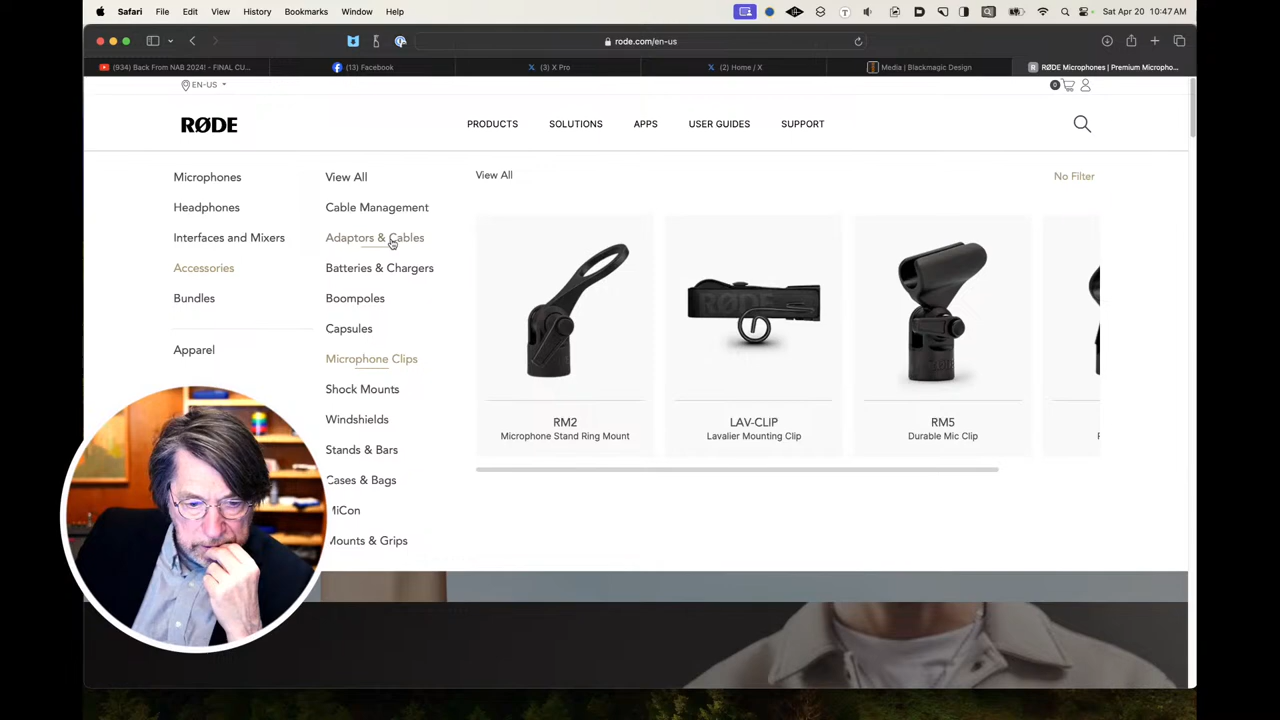 Safari File Edit View History Bookmarks Window Help
Sat Apr 20 10:47 AM
rode.com/en-us
(934) Back From NAB 2024! - FINAL CU...
(13) Facebook
(3) X Pro
(2) Home / X
Media | Blackmagic Design
RØDE Microphones | Premium Micropho...
EN-US
0
RØDE
PRODUCTS SOLUTIONS APPS USER GUIDES SUPPORT
Microphones
Headphones
Interfaces and Mixers
Accessories
Bundles
Apparel
View All
Cable Management
Adaptors & Cables
Batteries & Chargers
Boompoles
Capsules
Microphone Clips
Shock Mounts
Windshields
Stands & Bars
Cases & Bags
MiCon
Mounts & Grips
View All
No Filter
RM2
Microphone Stand Ring Mount
LAV-CLIP
Lavalier Mounting Clip
RM5
Durable Mic Clip